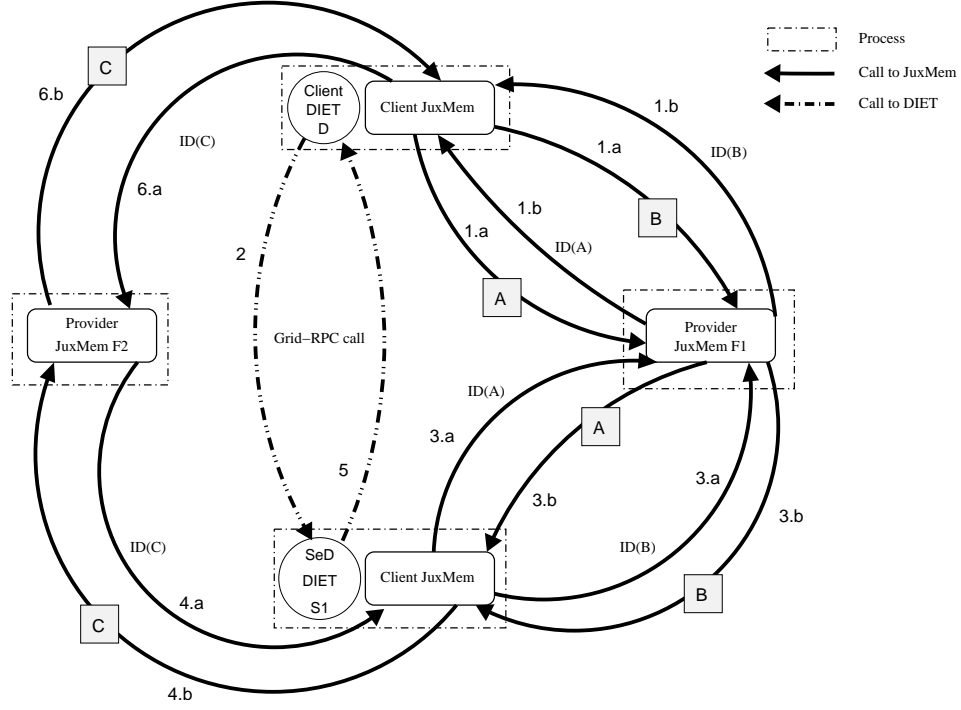 Process
Call to JuxMem
Call to DIET
C
6.b
Client
DIET
D
Client JuxMem
1.b
ID(C)
1.a
ID(B)
6.a
1.b
B
1.a
2
ID(A)
A
Provider
JuxMem F2
Grid−RPC call
Provider
JuxMem F1
ID(A)
3.a
A
5
3.a
3.b
3.b
ID(C)
ID(B)
SeD
DIET
S1
Client JuxMem
4.a
B
C
4.b